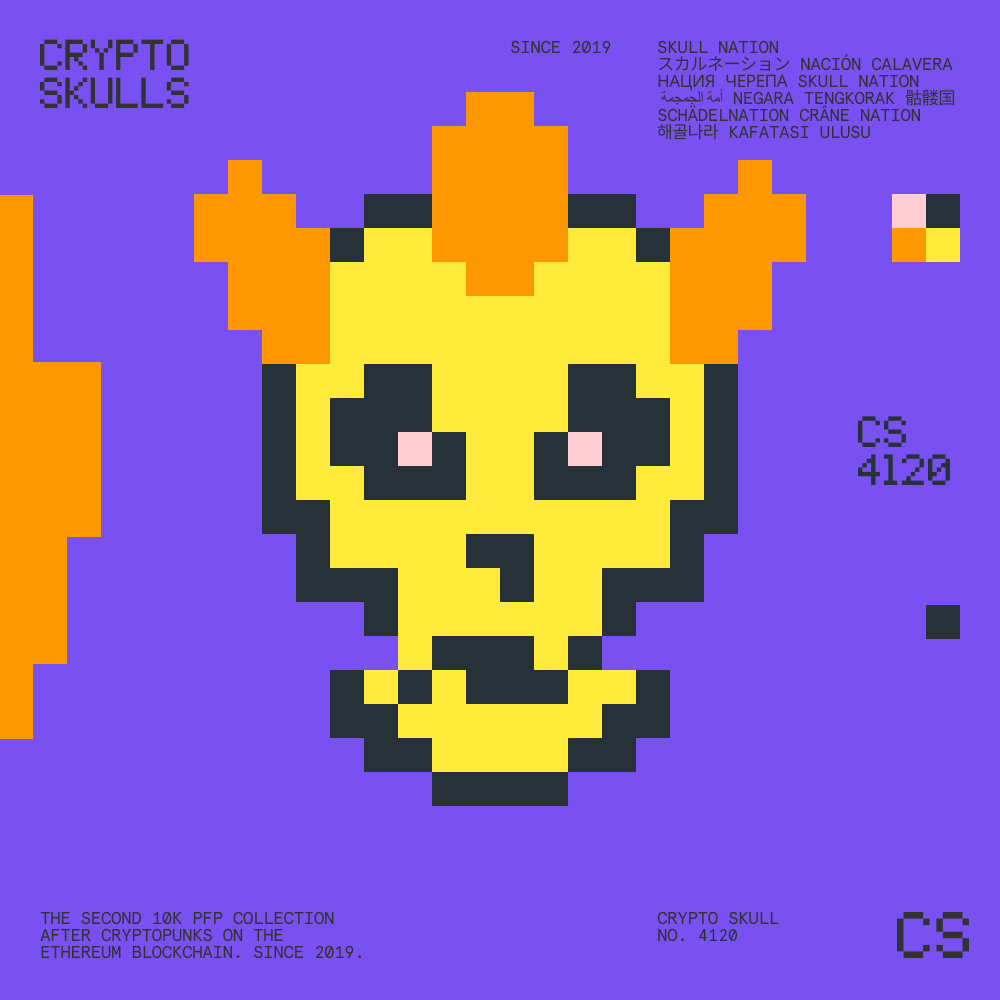 CRYPTO
SKULLS
SINCE 2019
SKULL NATION
スカルネーション NACIÓN CALAVERA
НАЦИЯ ЧЕРЕПА SKULL NATION
أمة الجمجمة NEGARA TENGKORAK 骷髅国
SCHÄDELNATION CRÂNE NATION
해골나라 KAFATASI ULUSU
CS
4120
THE SECOND 10K PFP COLLECTION
AFTER CRYPTOPUNKS ON THE
ETHEREUM BLOCKCHAIN. SINCE 2019.
CRYPTO SKULL
NO. 4120
CS